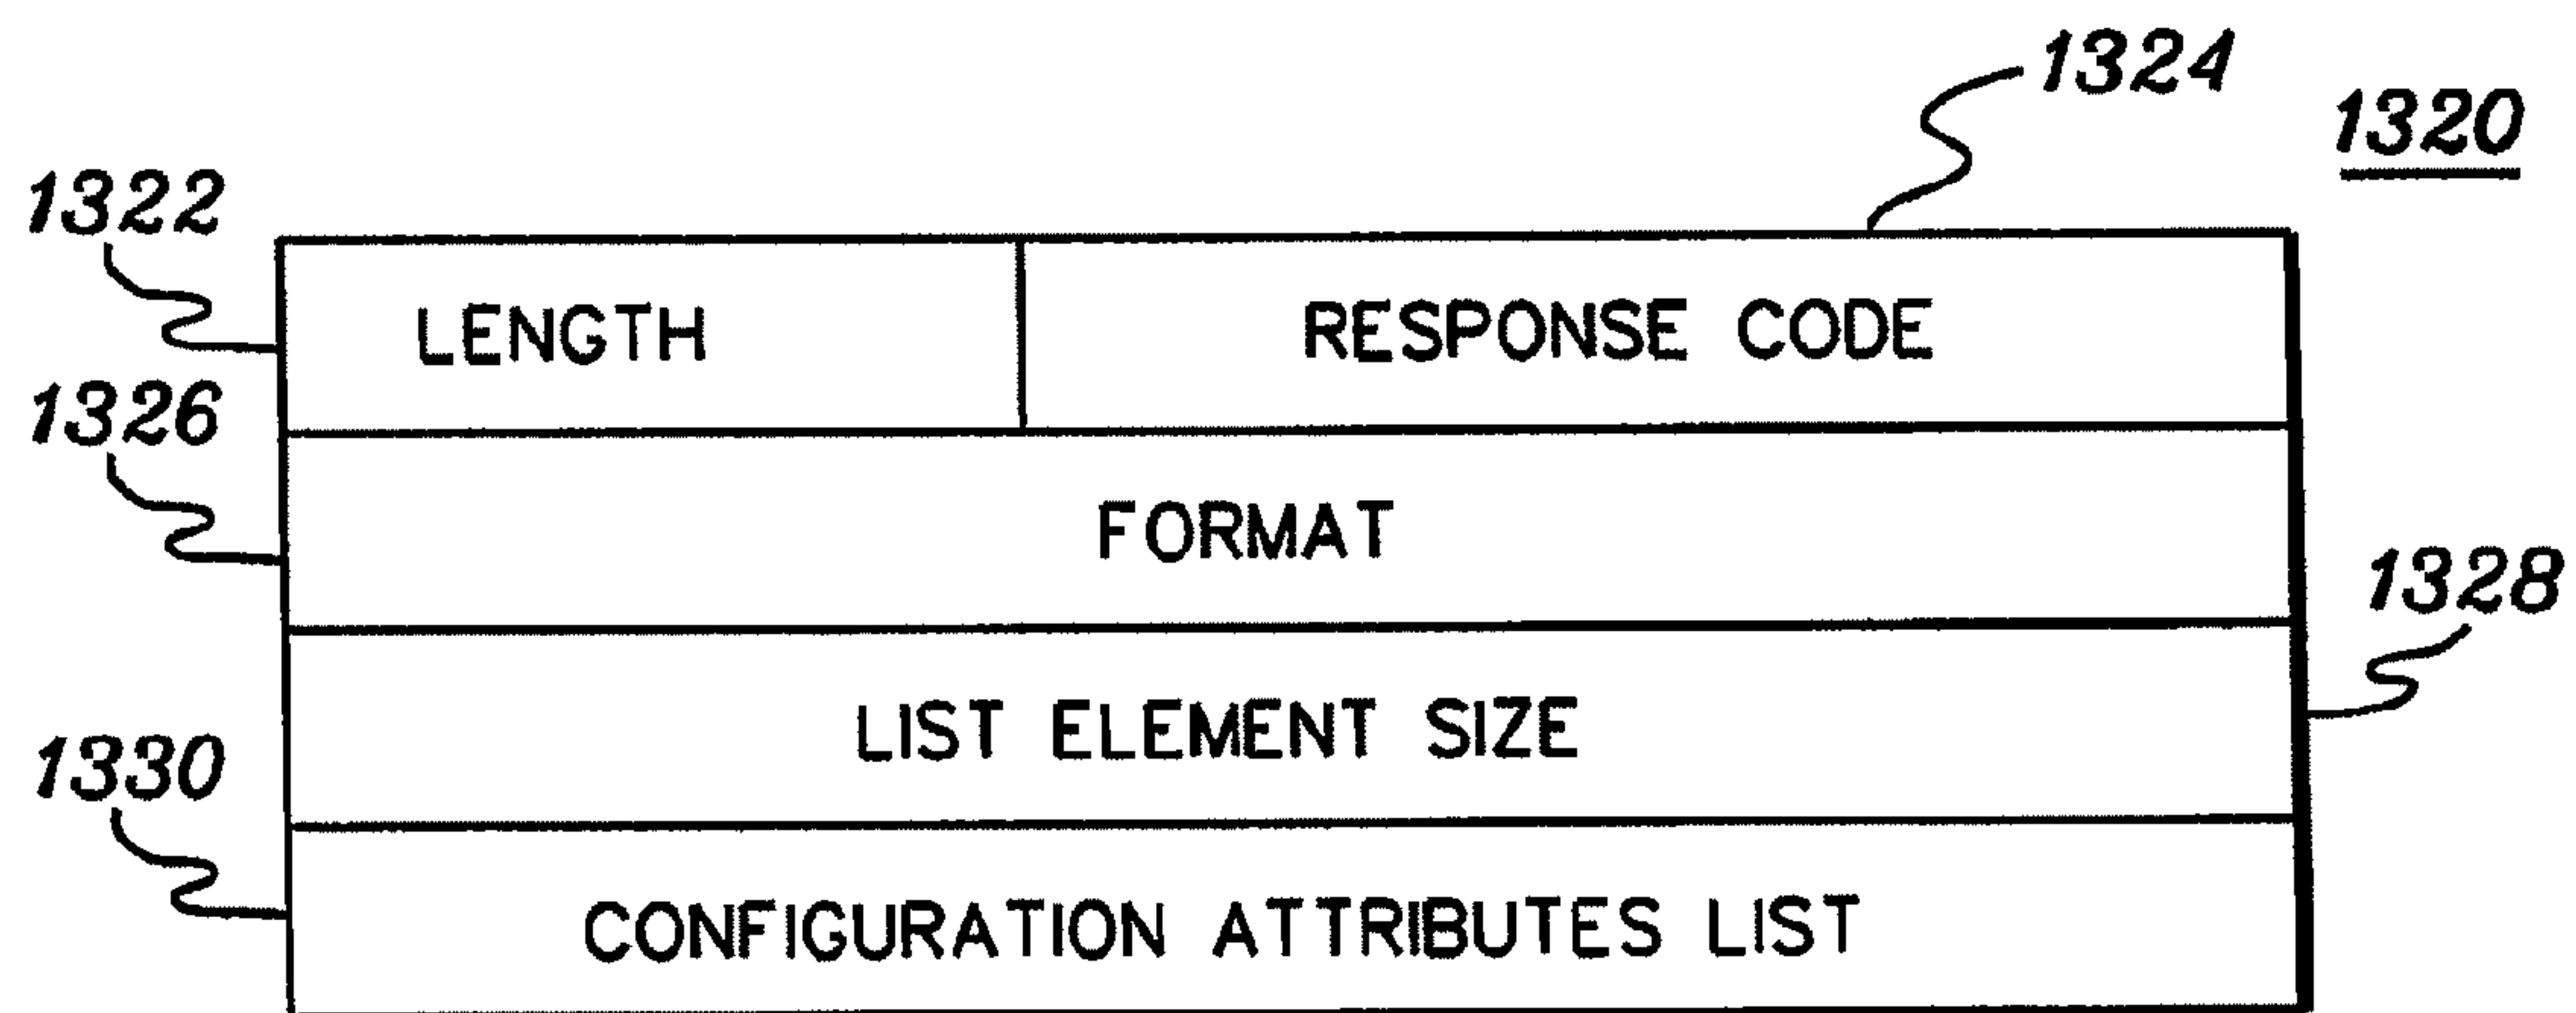 1324
1320
1322
LENGTH RESPONSE CODE
1326
FORMAT
1328
LIST ELEMENT SIZE
1330
CONFIGURATION ATTRIBUTES LIST